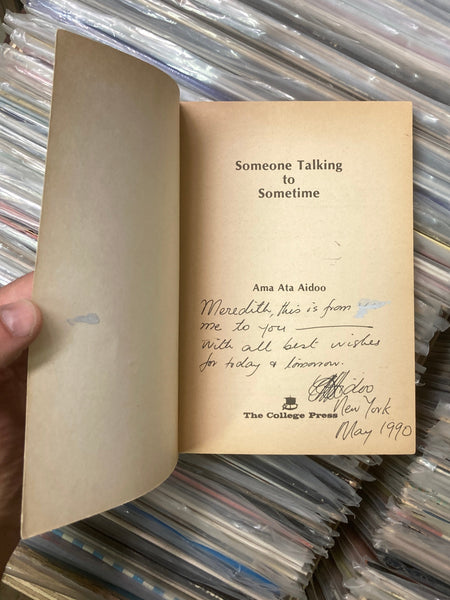 Someone Talking
to
Sometime
Ama Ata Aidoo
Meredith, this is from
me to you
with all best wishes
for today & tomorrow.
Aidoo
The College Press
New York
May 1990